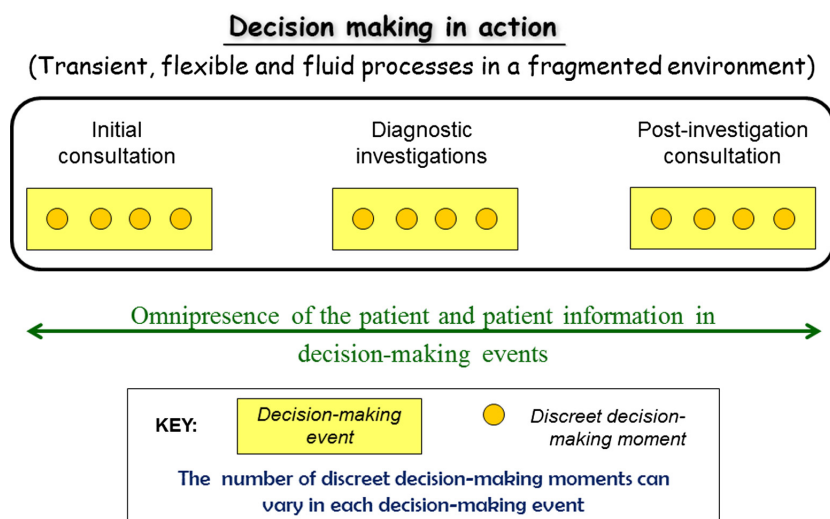 Decision making in action
(Transient, flexible and fluid processes in a fragmented environment)
Initial
consultation
Diagnostic
investigations
Post-investigation
consultation
Omnipresence of the patient and patient information in
decision-making events
KEY:
Decision-making
event
Discreet decision-
making moment
The number of discreet decision-making moments can
vary in each decision-making event